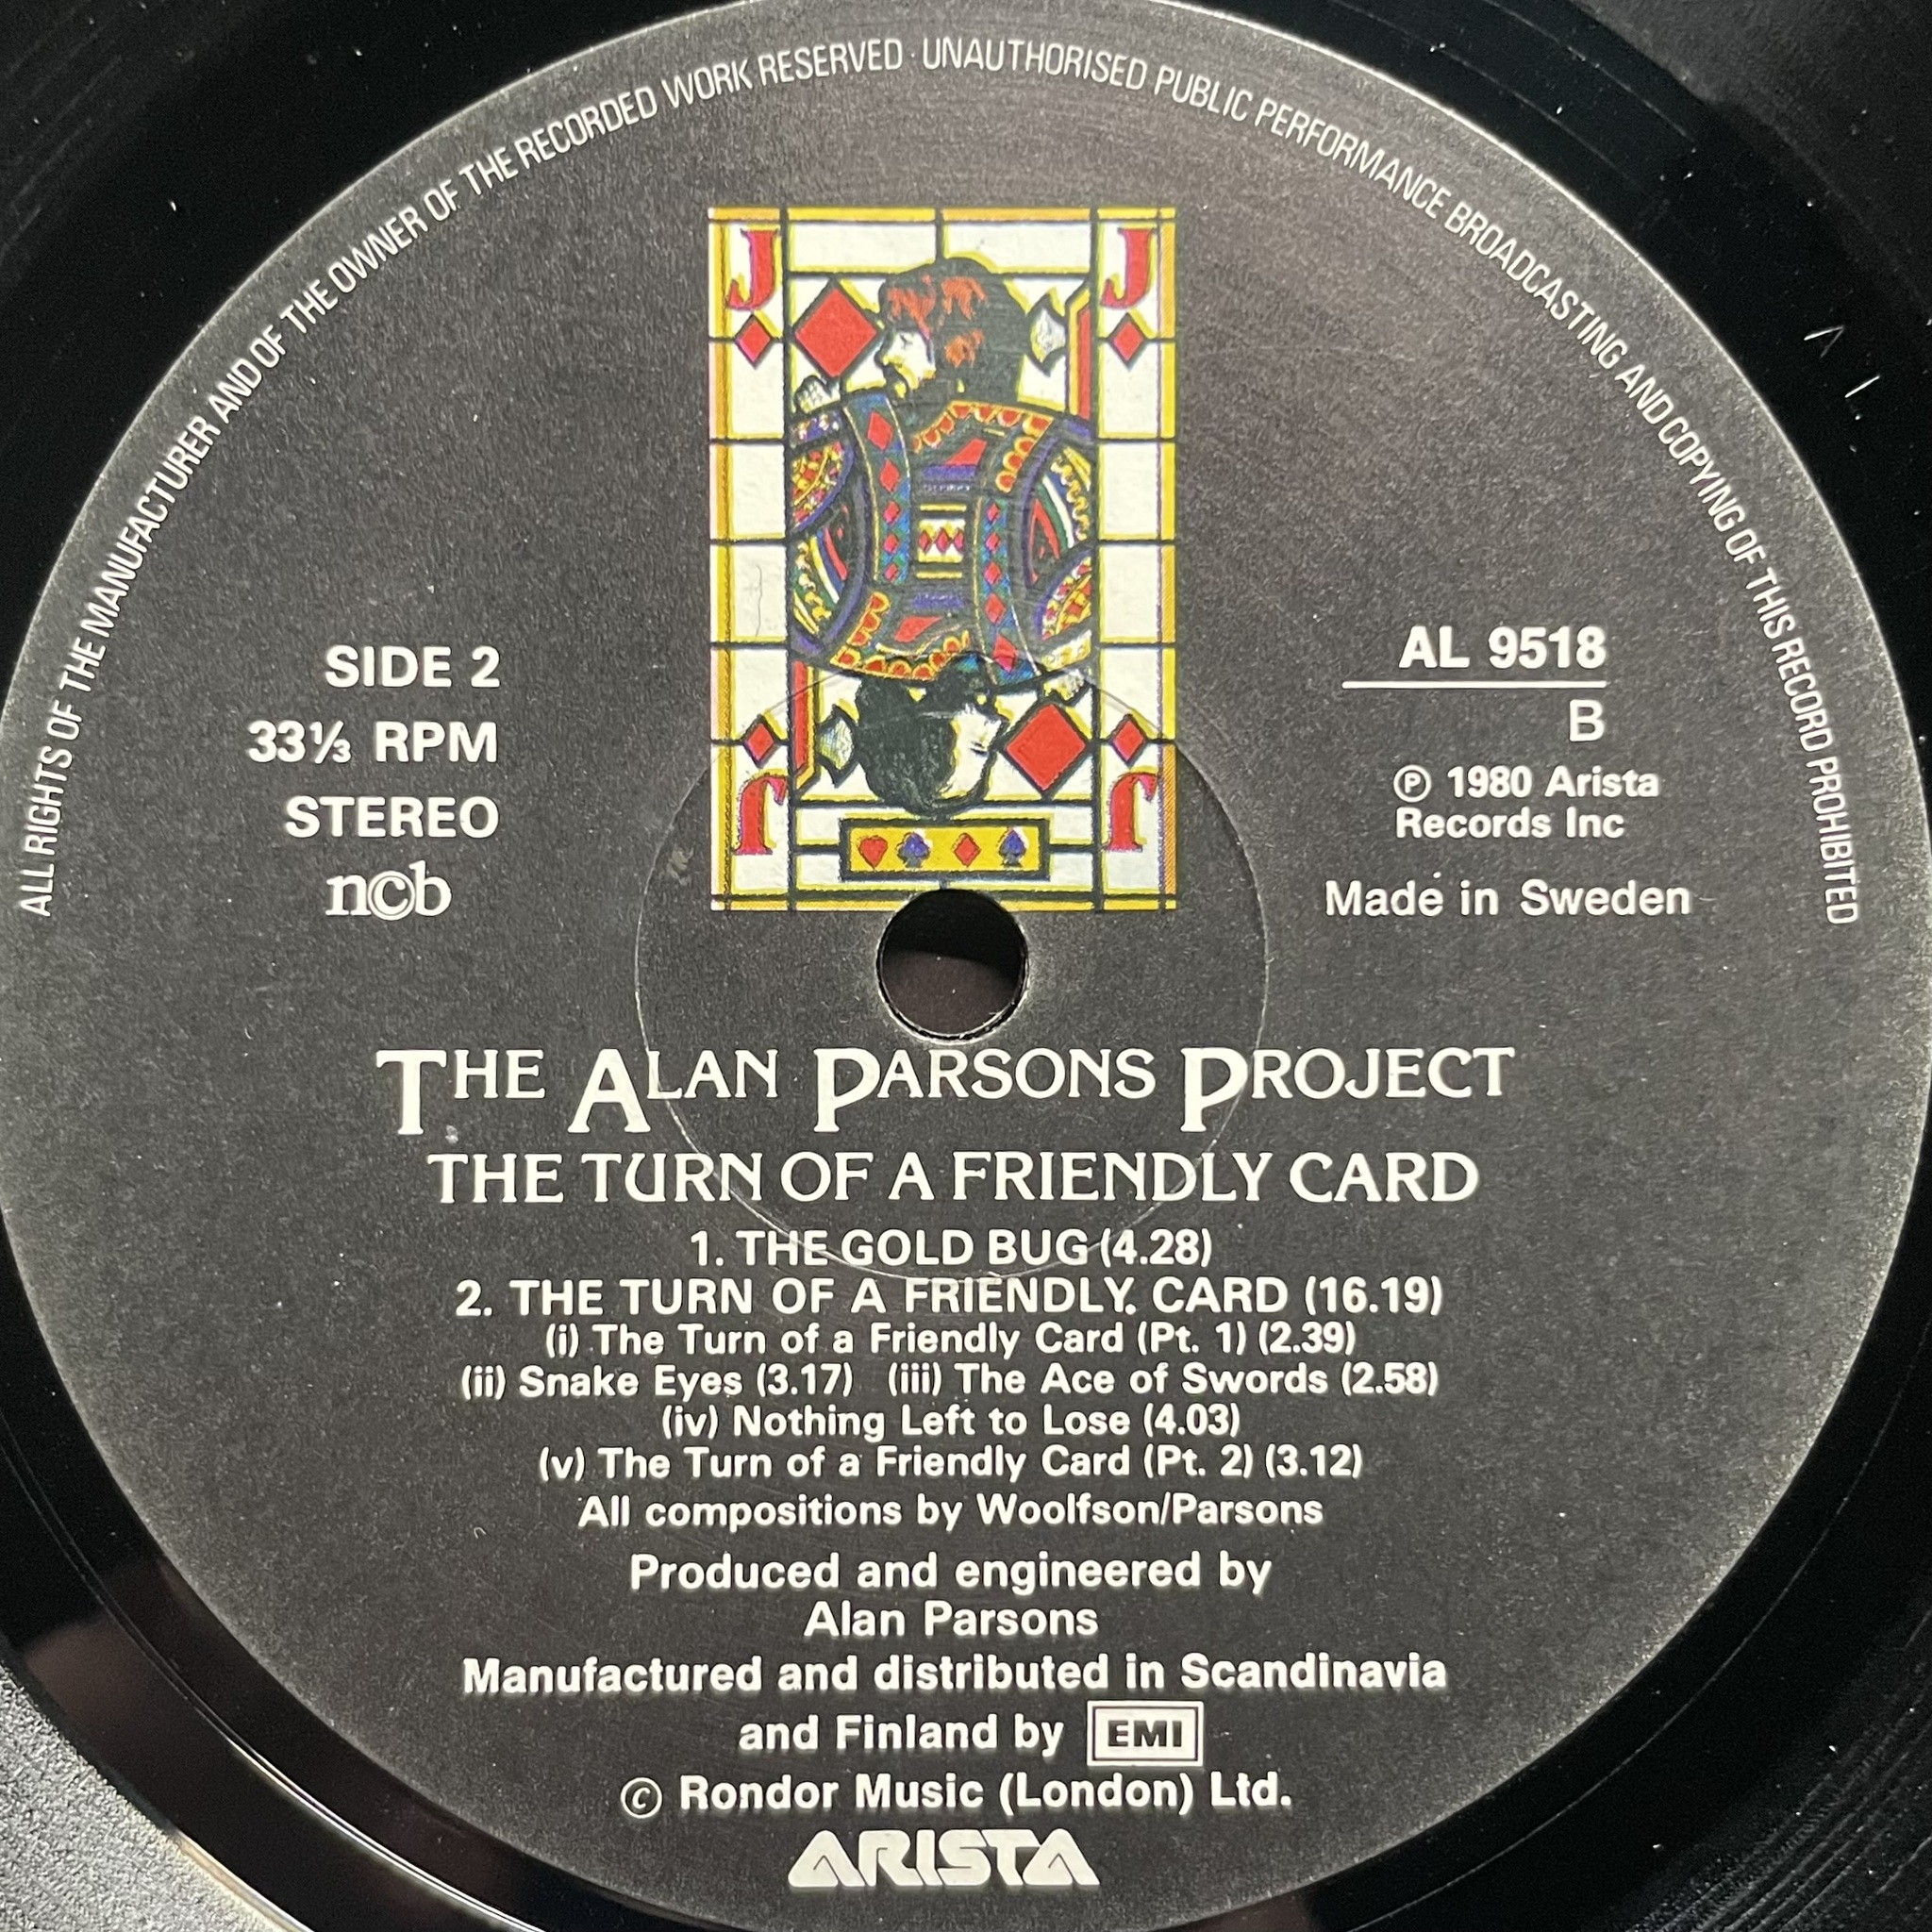 ALL RIGHTS OF THE MANUFACTURER AND OF THE OWNER OF THE RECORDED WORK RESERVED · UNAUTHORISED PUBLIC PERFORMANCE BROADCASTING AND COPYING OF THIS RECORD PROHIBITED
J J
SIDE 2
33⅓ RPM
STEREO
n©b
AL 9518
B
℗ 1980 Arista
Records Inc
Made in Sweden
J J
THE ALAN PARSONS PROJECT
THE TURN OF A FRIENDLY CARD
1. THE GOLD BUG (4.28)
2. THE TURN OF A FRIENDLY. CARD (16.19)
(i) The Turn of a Friendly Card (Pt. 1) (2.39)
(ii) Snake Eyes (3.17) (iii) The Ace of Swords (2.58)
(iv) Nothing Left to Lose (4.03)
(v) The Turn of a Friendly Card (Pt. 2) (3.12)
All compositions by Woolfson/Parsons
Produced and engineered by
Alan Parsons
Manufactured and distributed in Scandinavia
and Finland by EMI
© Rondor Music (London) Ltd.
ARISTA